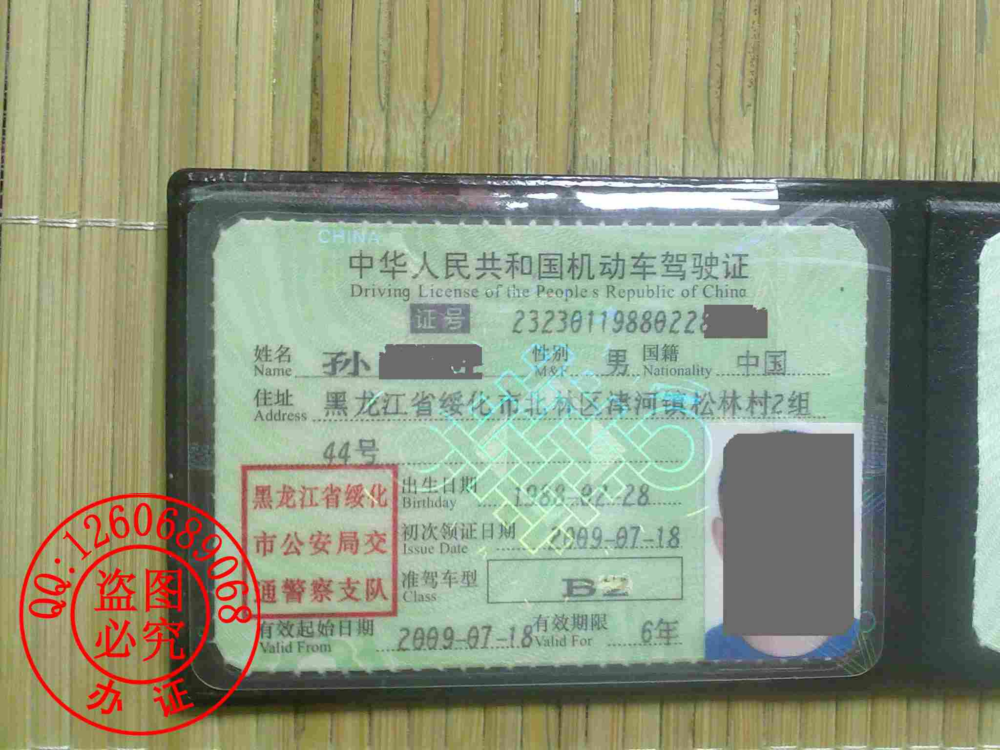 CHINA
中华人民共和国机动车驾驶证
Driving License of the People's Republic of China
证号 23230119880228
姓名 Name 孙 性别 M&F 男 国籍 Nationality 中国
住址 Address 黑龙江省绥化市北林区津河镇松林村2组
44号
黑龙江省绥化
市公安局交
通警察支队
出生日期 Birthday 1988-02-28
初次领证日期 Issue Date 2009-07-18
准驾车型 Class B2
有效起始日期 Valid From 2009-07-18 有效期限 Valid For 6年
QQ:1260689068
盗图
必究
办证